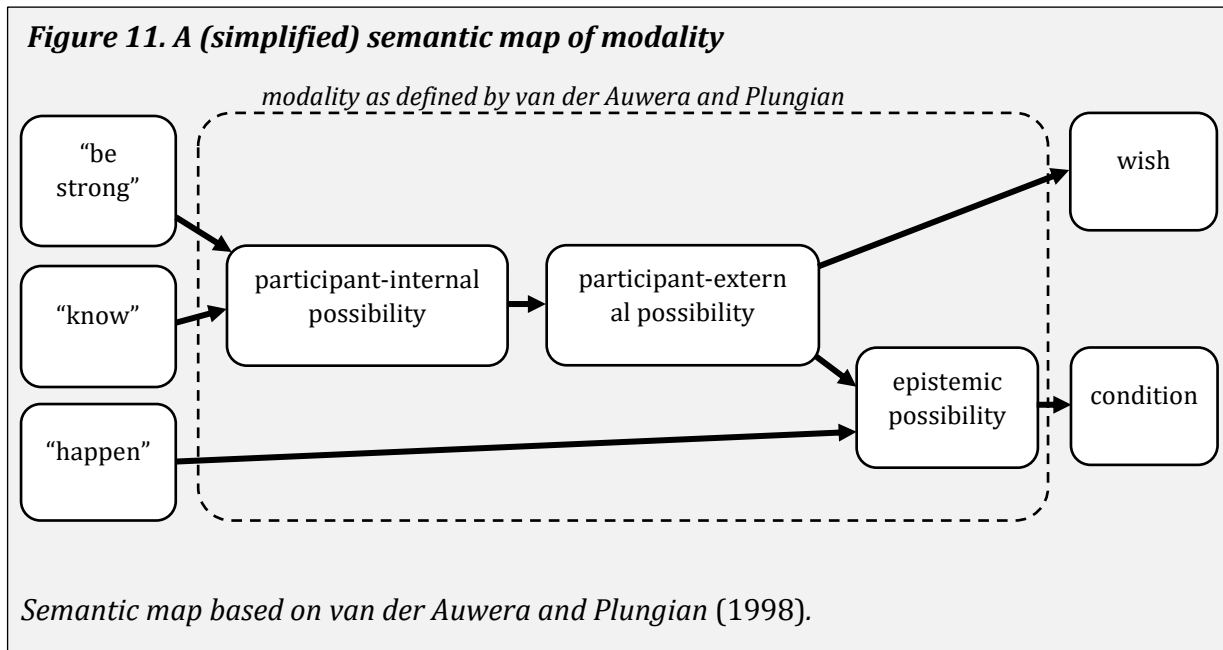 Figure 11. A (simplified) semantic map of modality
modality as defined by van der Auwera and Plungian
“be
strong”
“know”
“happen”
participant-internal
possibility
participant-extern
al possibility
epistemic
possibility
wish
condition
Semantic map based on van der Auwera and Plungian (1998).